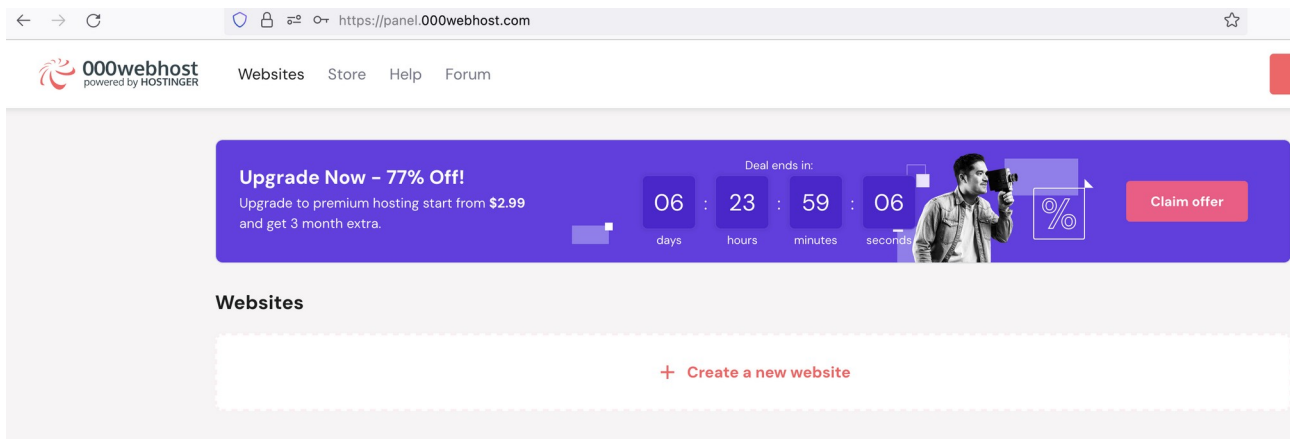 https://panel.000webhost.com
000webhost
powered by HOSTINGER
Websites Store Help Forum
Upgrade Now - 77% Off!
Upgrade to premium hosting start from $2.99
and get 3 month extra.
Deal ends in:
06 : 23 : 59 : 06
days hours minutes seconds
%
Claim offer
Websites
+ Create a new website